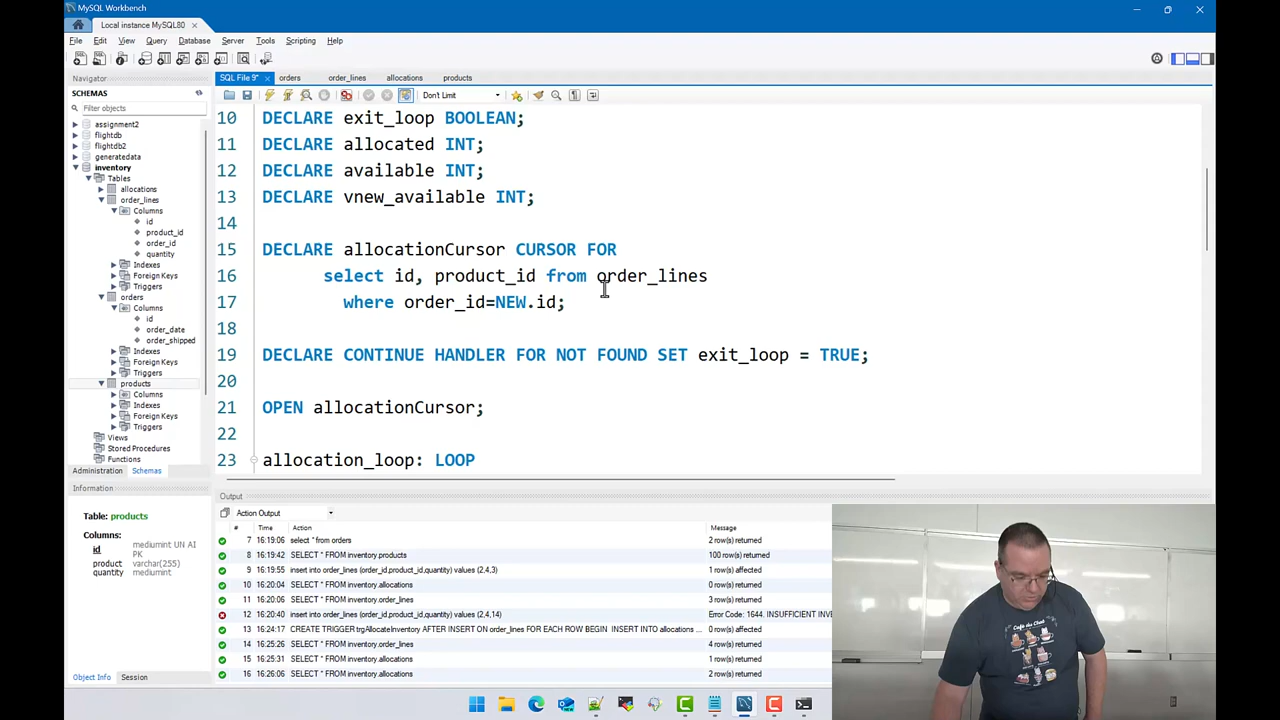 MySQL Workbench
Local instance MySQL80
File Edit View Query Database Server Tools Scripting Help
Navigator
SCHEMAS
Filter objects
assignment2
flightdb
flightdb2
generatedata
inventory
Tables
allocations
order_lines
Columns
id
product_id
order_id
quantity
Indexes
Foreign Keys
Triggers
orders
Columns
id
order_date
order_shipped
Indexes
Foreign Keys
Triggers
products
Columns
Indexes
Foreign Keys
Triggers
Views
Stored Procedures
Functions
Administration Schemas
Information
Table: products
Columns:
id mediumint UN AI
PK
product varchar(255)
quantity mediumint
Object Info Session
SQL File 9* orders order_lines allocations products
Don't Limit
10 DECLARE exit_loop BOOLEAN;
11 DECLARE allocated INT;
12 DECLARE available INT;
13 DECLARE vnew_available INT;
14
15 DECLARE allocationCursor CURSOR FOR
16 select id, product_id from order_lines
17 where order_id=NEW.id;
18
19 DECLARE CONTINUE HANDLER FOR NOT FOUND SET exit_loop = TRUE;
20
21 OPEN allocationCursor;
22
23 allocation_loop: LOOP
Output
Action Output
# Time Action Message
7 16:19:06 select * from orders 2 row(s) returned
8 16:19:42 SELECT * FROM inventory.products 100 row(s) returned
9 16:19:55 insert into order_lines (order_id,product_id,quantity) values (2,4,3) 1 row(s) affected
10 16:20:04 SELECT * FROM inventory.allocations 0 row(s) returned
11 16:20:06 SELECT * FROM inventory.order_lines 3 row(s) returned
12 16:20:40 insert into order_lines (order_id,product_id,quantity) values (2,4,14) Error Code: 1644. INSUFFICIENT INVE
13 16:24:17 CREATE TRIGGER trgAllocateInventory AFTER INSERT ON order_lines FOR EACH ROW BEGIN INSERT INTO allocations ... 0 row(s) affected
14 16:25:26 SELECT * FROM inventory.order_lines 4 row(s) returned
15 16:25:31 SELECT * FROM inventory.allocations 1 row(s) returned
16 16:26:06 SELECT * FROM inventory.allocations 2 row(s) returned